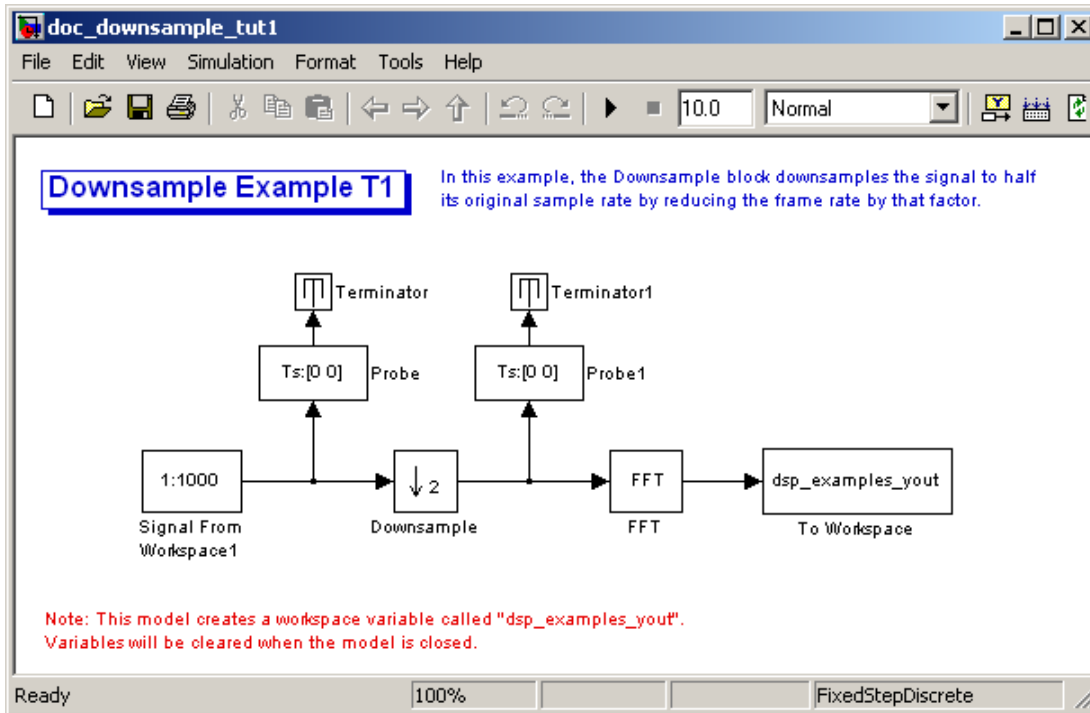 doc_downsample_tut1
File Edit View Simulation Format Tools Help
10.0 Normal
Downsample Example T1
In this example, the Downsample block downsamples the signal to half
its original sample rate by reducing the frame rate by that factor.
Terminator Terminator1
Ts:[0 0] Probe Ts:[0 0] Probe1
1:1000 2 FFT dsp_examples_yout
Signal From Downsample FFT To Workspace
Workspace1
Note: This model creates a workspace variable called "dsp_examples_yout".
Variables will be cleared when the model is closed.
Ready 100% FixedStepDiscrete